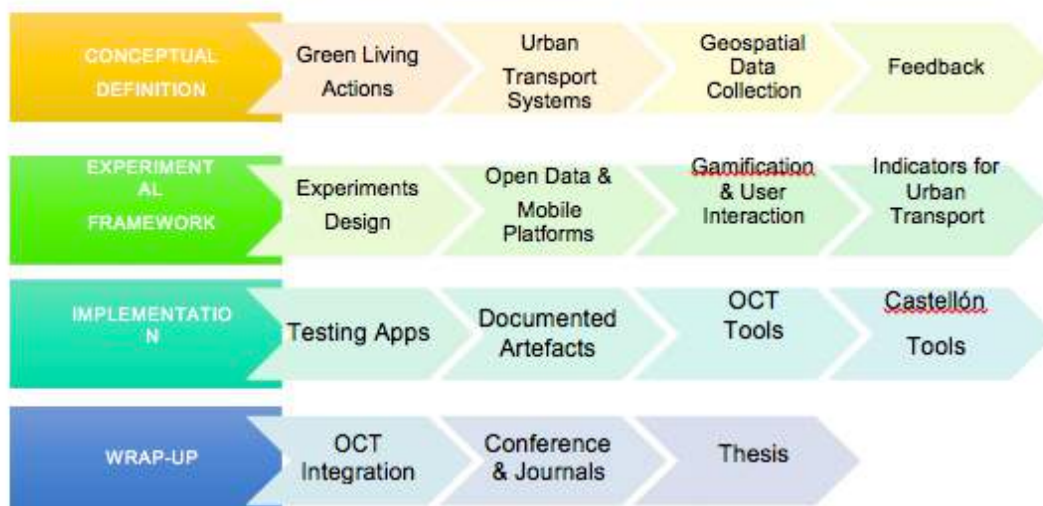 CONCEPTUAL
DEFINITION
Green Living
Actions
Urban
Transport
Systems
Geospatial
Data
Collection
Feedback
EXPERIMENT
AL
FRAMEWORK
Experiments
Design
Open Data &
Mobile
Platforms
Gamification
& User
Interaction
Indicators for
Urban
Transport
IMPLEMENTATIO
N
Testing Apps
Documented
Artefacts
OCT
Tools
Castellón
Tools
WRAP-UP
OCT
Integration
Conference
& Journals
Thesis